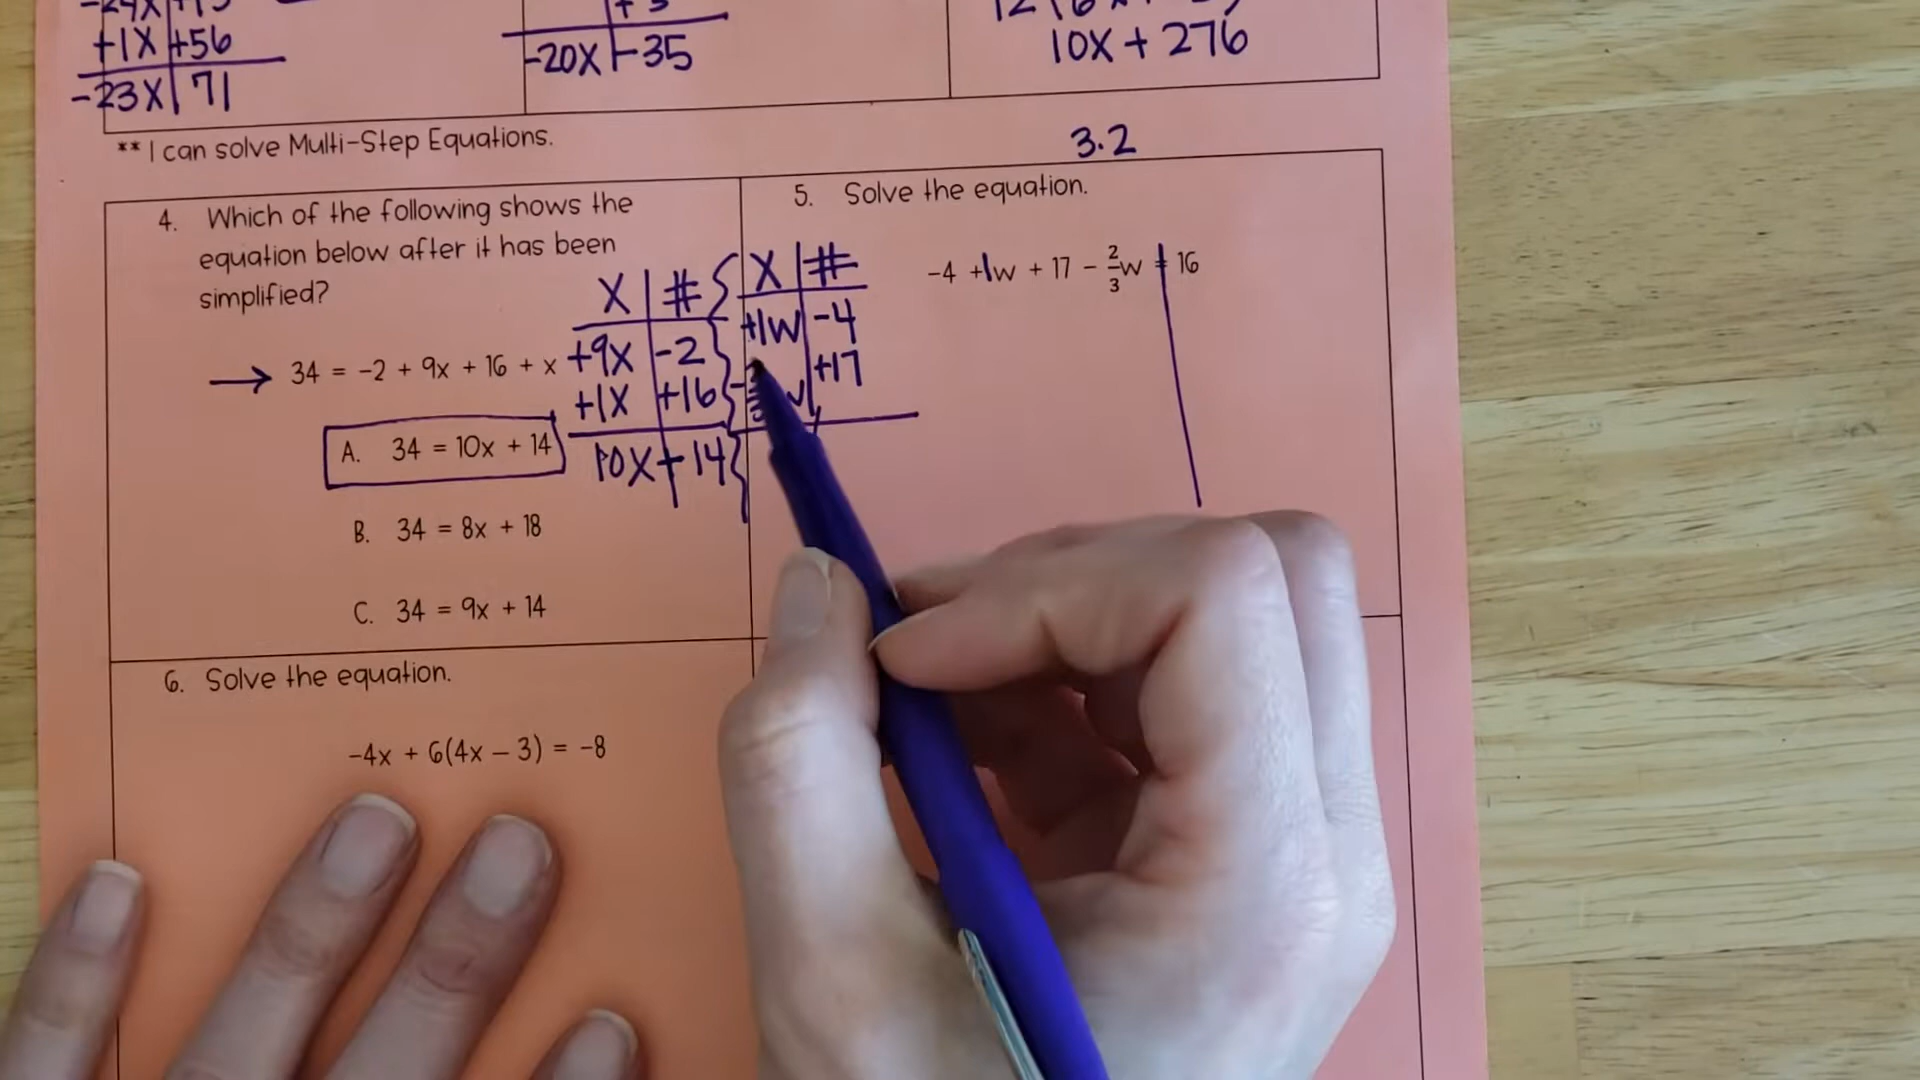 +1X +56
-23X 71
-20X -35
10X + 276
** I can solve Multi-Step Equations.
3.2
4. Which of the following shows the
equation below after it has been
simplified?
→ 34 = -2 + 9x + 16 + x
X #
+9X -2
+1X +16
10X + 14
A. 34 = 10x + 14
B. 34 = 8x + 18
C. 34 = 9x + 14
5. Solve the equation.
-4 +1w + 17 - 2/3w = 16
X #
+1W -4
+17
6. Solve the equation.
-4x + 6(4x – 3) = -8